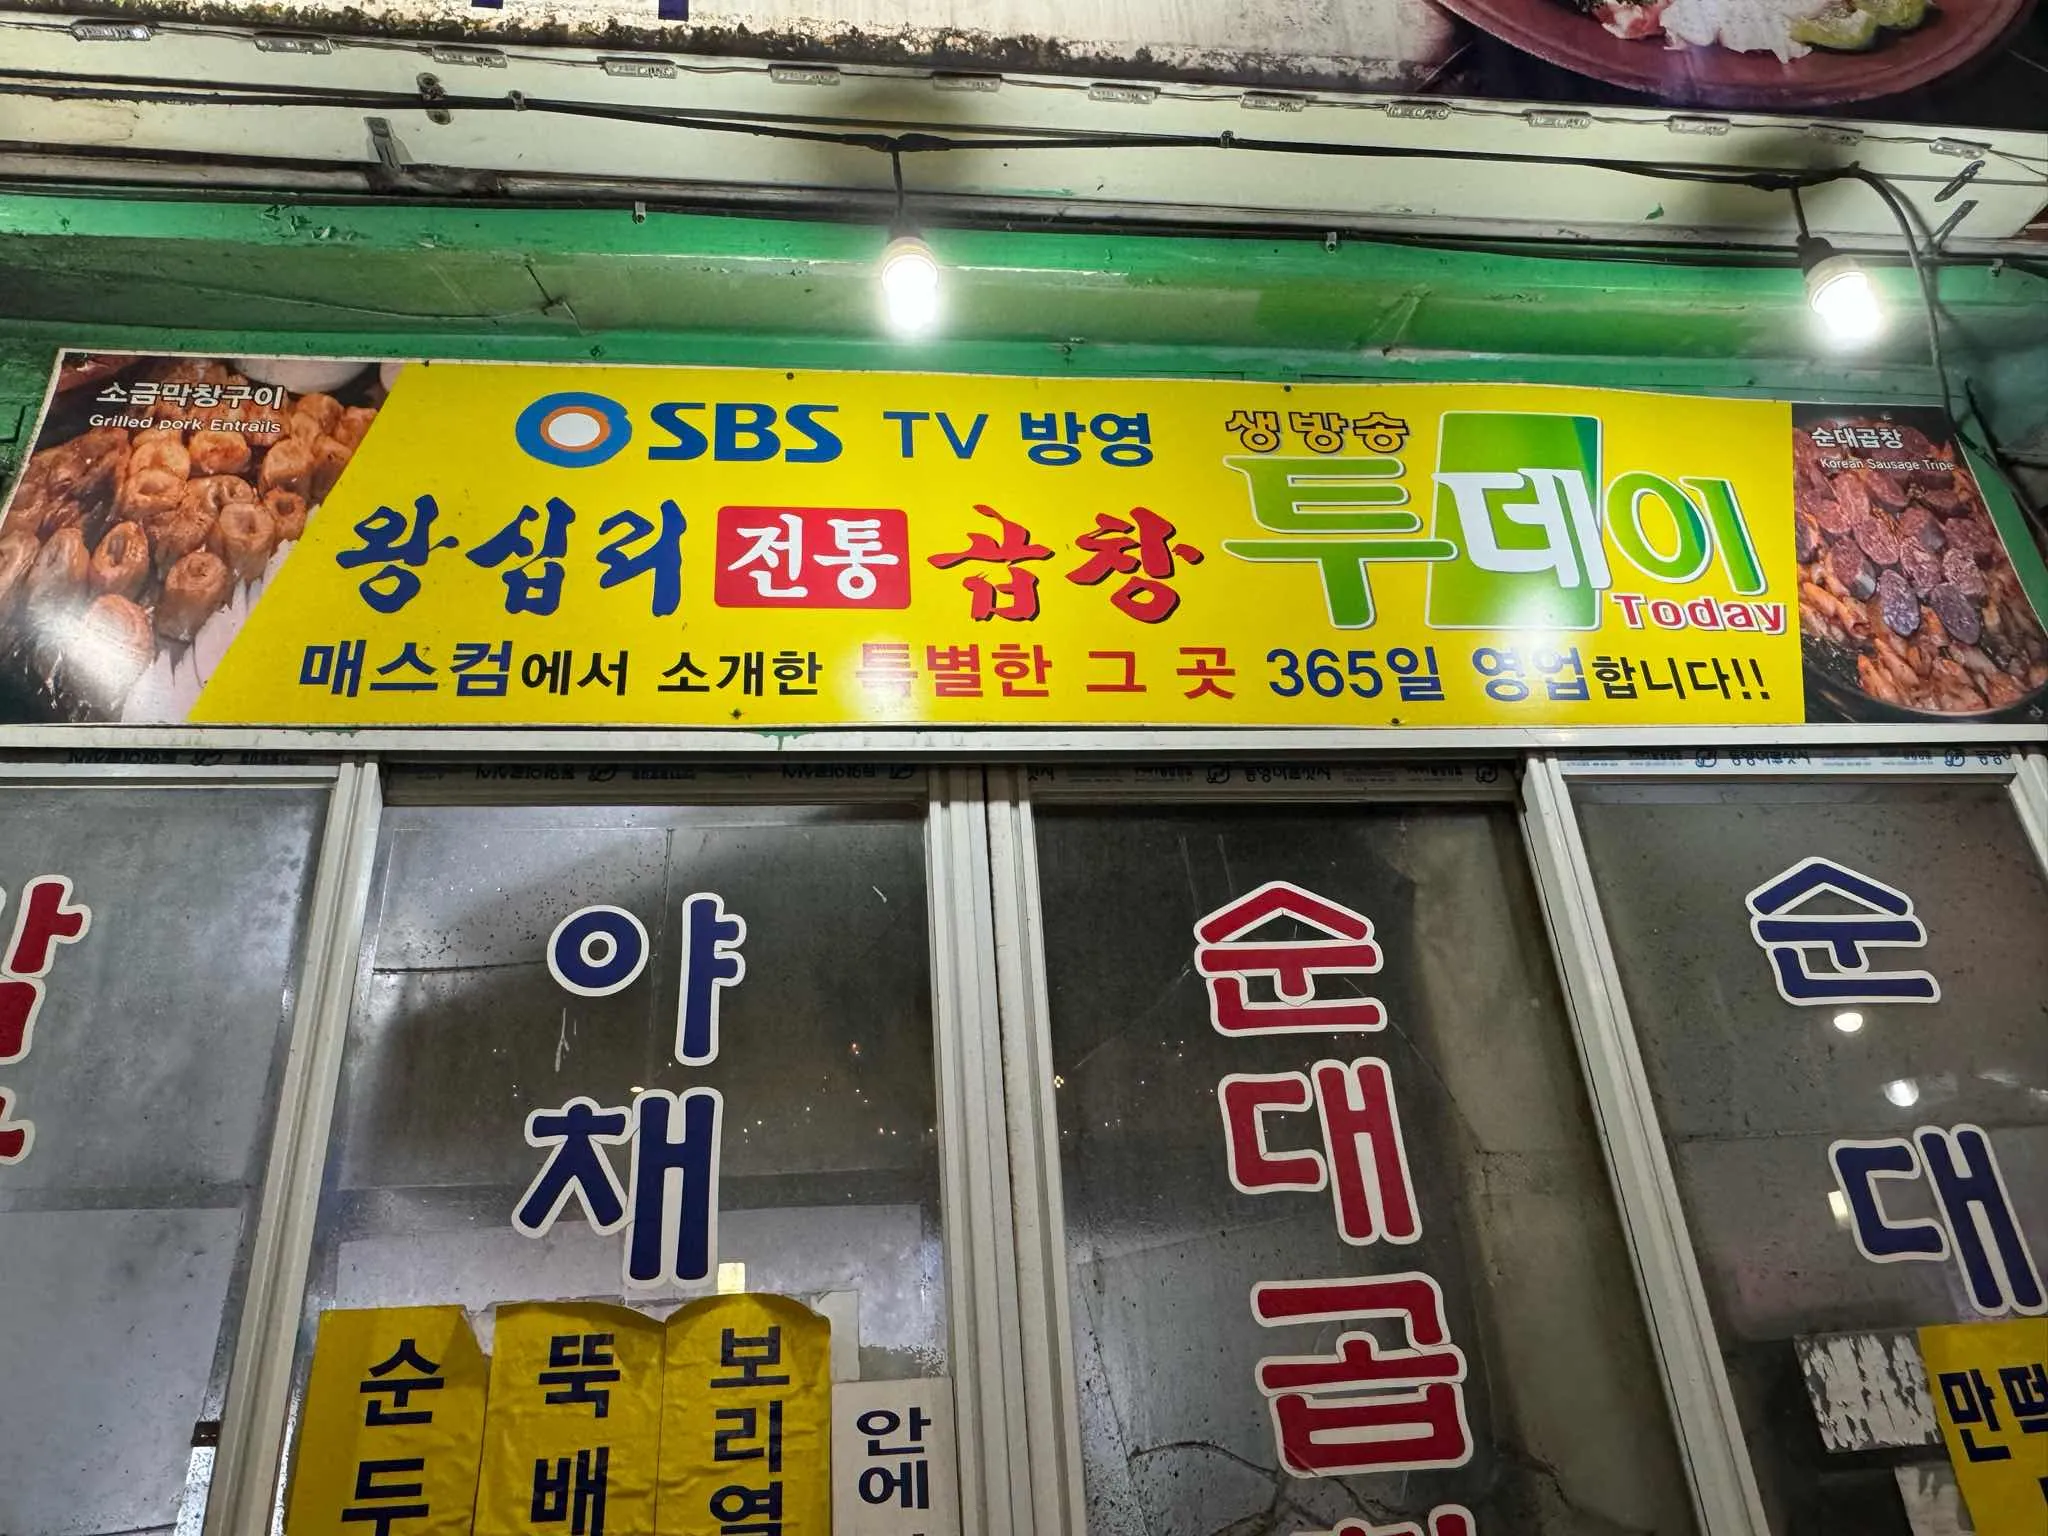 소금막창구이
Grilled pork Entrails
SBS TV 방영
왕십리 전통 곱창
생방송
투데이
Today
매스컴에서 소개한 특별한 그 곳 365일 영업합니다!!
순대곱창
Korean Sausage Tripe
야채
순대곱
순대
순두
뚝배
보리
안에
만